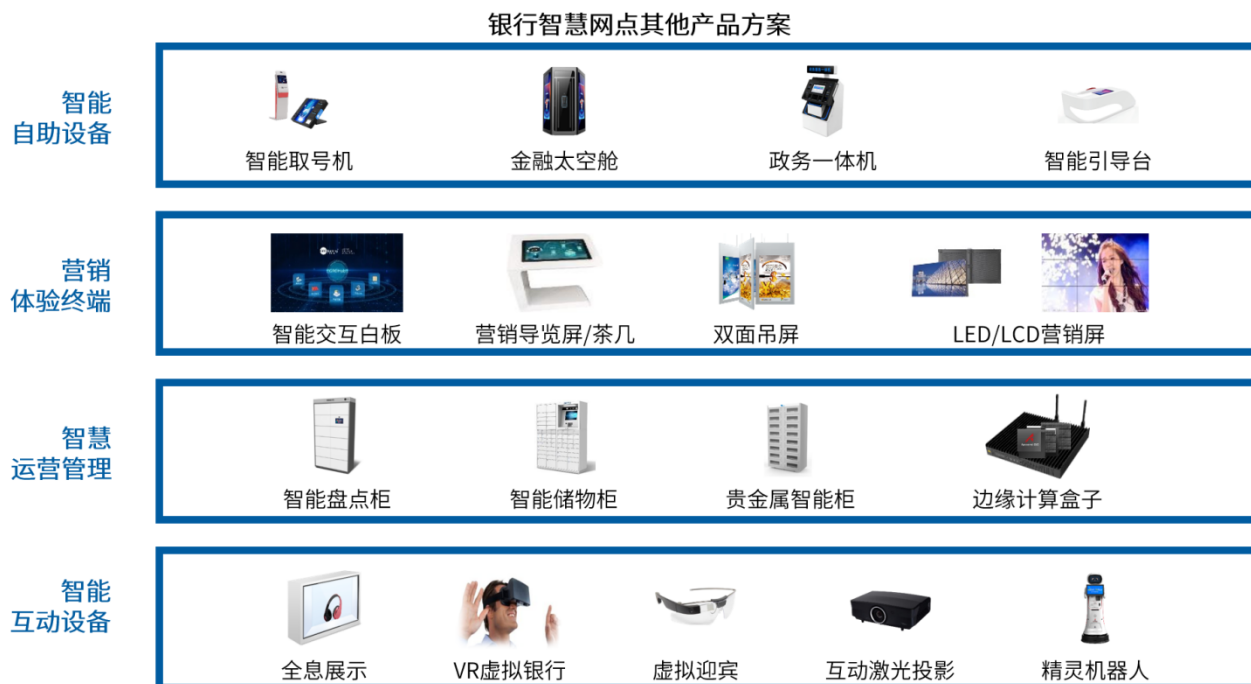 银行智慧网点其他产品方案
智能
自助设备
智能取号机 金融太空舱 政务一体机 智能引导台
营销
体验终端
智能交互白板 营销导览屏/茶几 双面吊屏 LED/LCD营销屏
智慧
运营管理
智能盘点柜 智能储物柜 贵金属智能柜 边缘计算盒子
智能
互动设备
全息展示 VR虚拟银行 虚拟迎宾 互动激光投影 精灵机器人